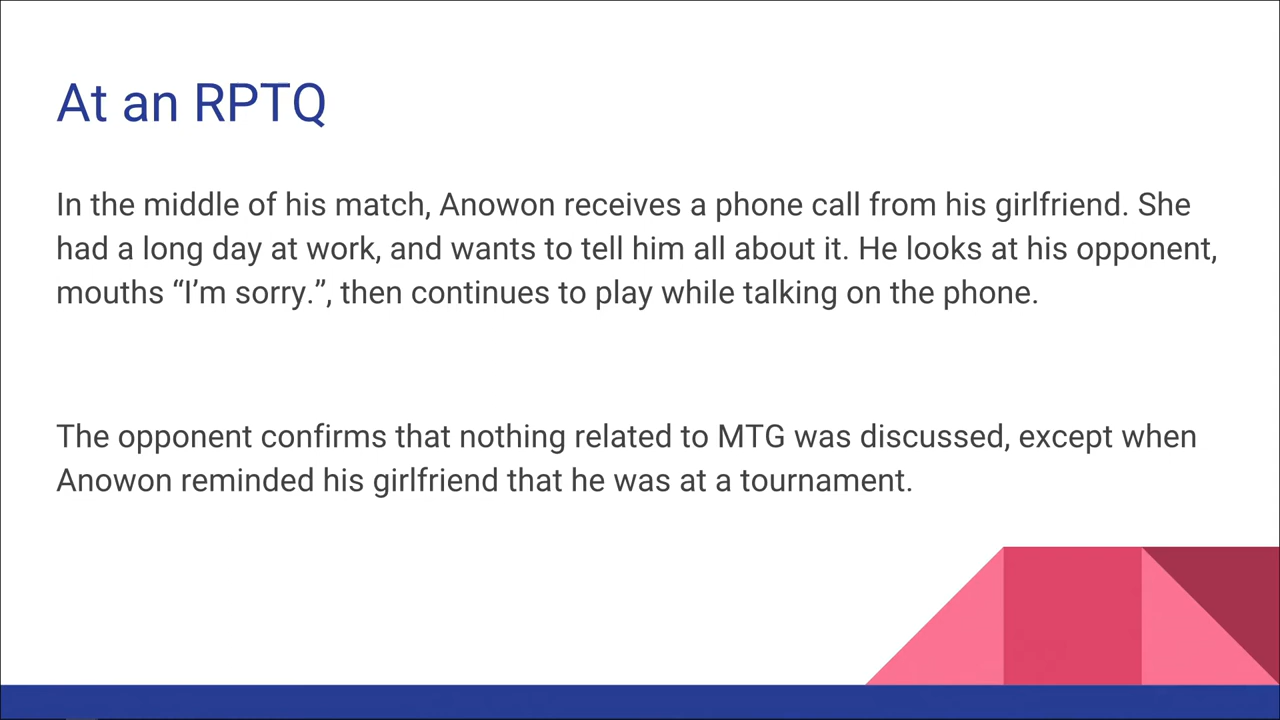 At an RPTQ
In the middle of his match, Anowon receives a phone call from his girlfriend. She
had a long day at work, and wants to tell him all about it. He looks at his opponent,
mouths “I’m sorry.”, then continues to play while talking on the phone.
The opponent confirms that nothing related to MTG was discussed, except when
Anowon reminded his girlfriend that he was at a tournament.